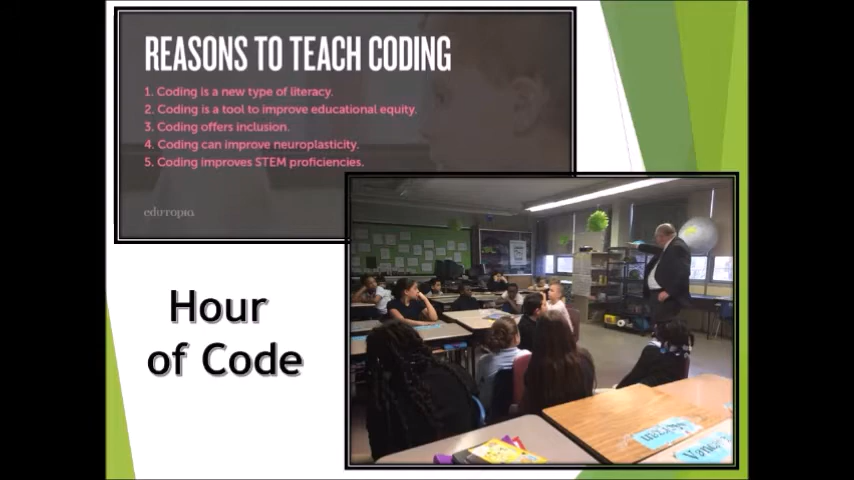 REASONS TO TEACH CODING
1. Coding is a new type of literacy.
2. Coding is a tool to improve educational equity.
3. Coding offers inclusion.
4. Coding can improve neuroplasticity.
5. Coding improves STEM proficiencies.
edutopia
Hour
of Code